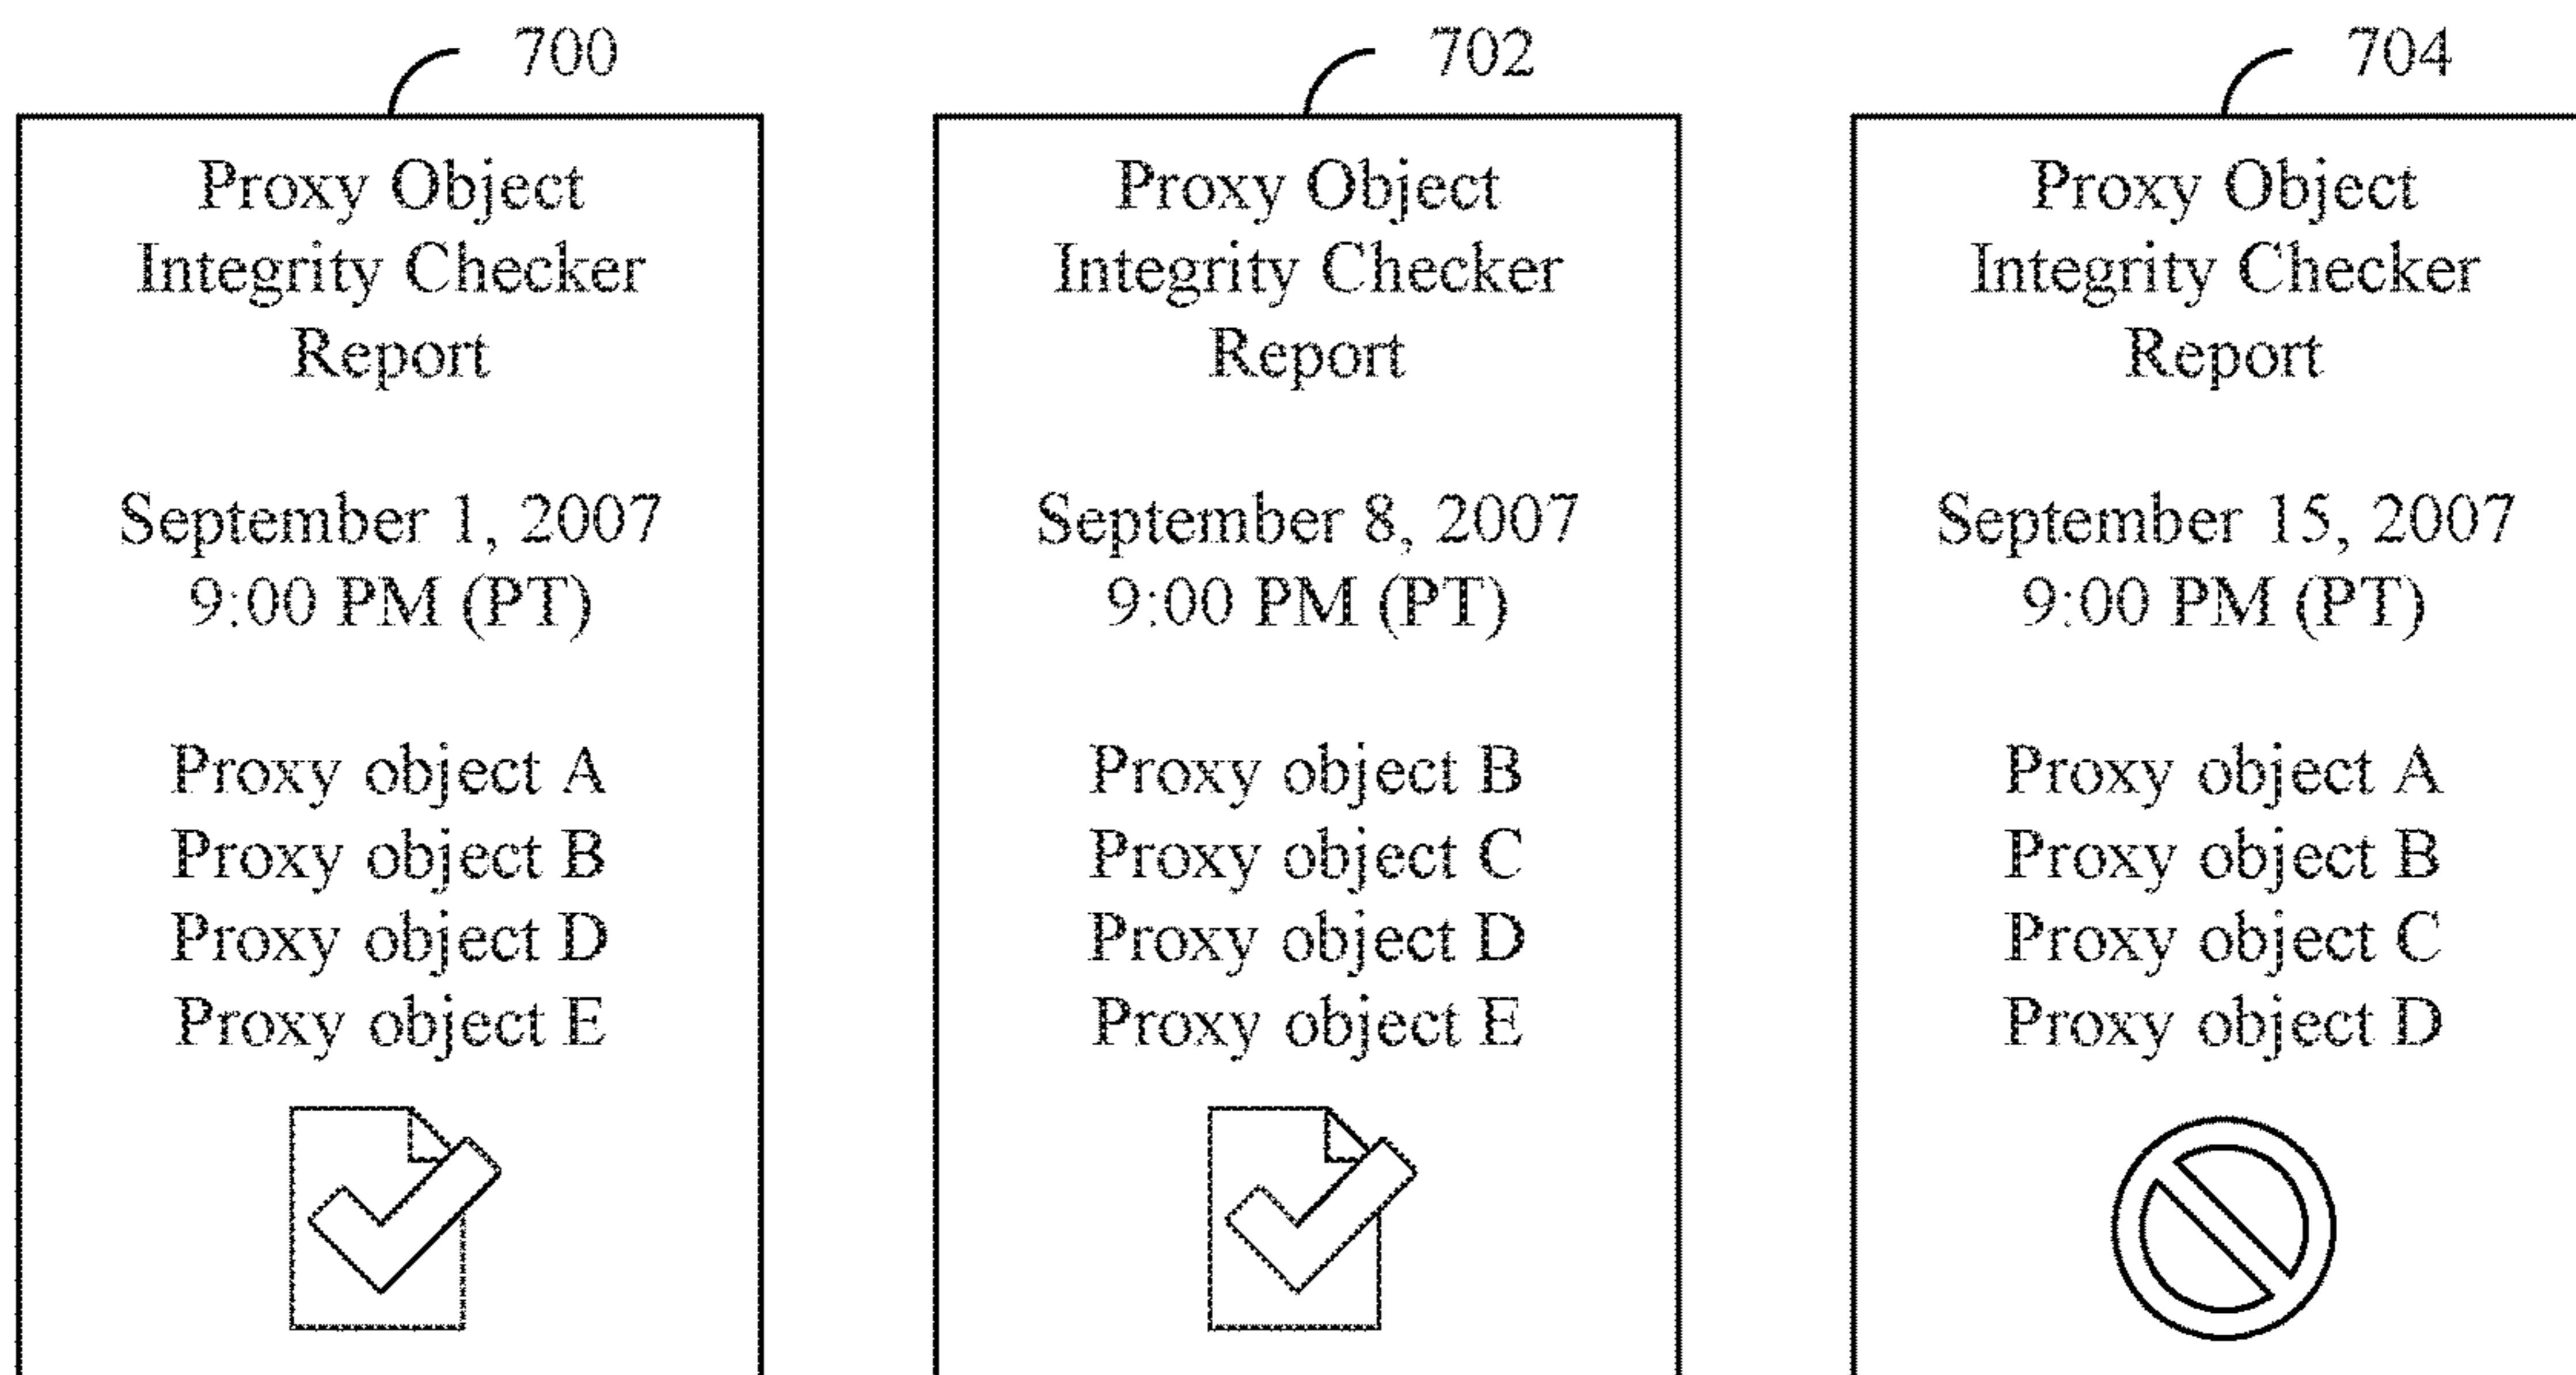 700
Proxy Object
Integrity Checker
Report
September 1, 2007
9:00 PM (PT)
Proxy object A
Proxy object B
Proxy object D
Proxy object E
702
Proxy Object
Integrity Checker
Report
September 8, 2007
9:00 PM (PT)
Proxy object B
Proxy object C
Proxy object D
Proxy object E
704
Proxy Object
Integrity Checker
Report
September 15, 2007
9:00 PM (PT)
Proxy object A
Proxy object B
Proxy object C
Proxy object D